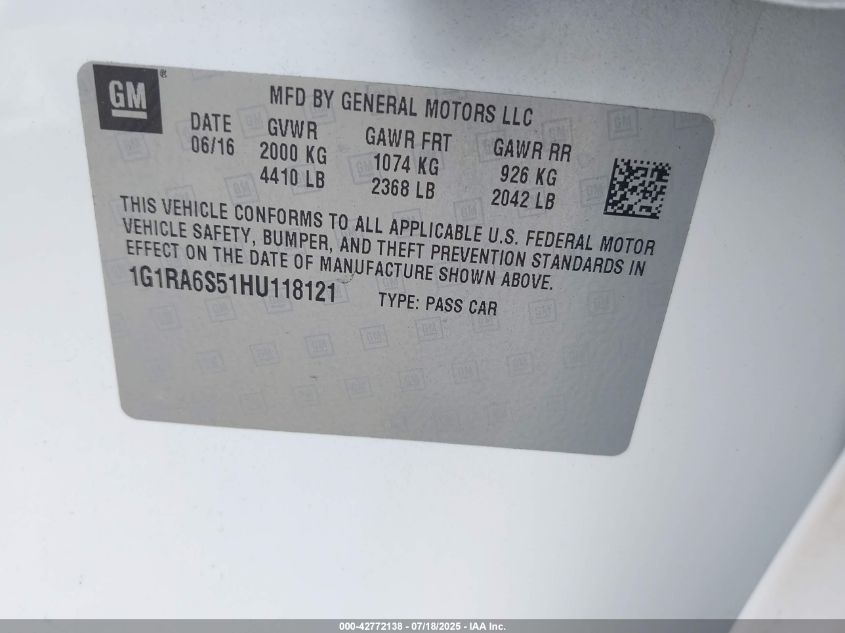 GM®
MFD BY GENERAL MOTORS LLC
DATE GVWR GAWR FRT GAWR RR
06/16 2000 KG 1074 KG 926 KG
4410 LB 2368 LB 2042 LB
THIS VEHICLE CONFORMS TO ALL APPLICABLE U.S. FEDERAL MOTOR
VEHICLE SAFETY, BUMPER, AND THEFT PREVENTION STANDARDS IN
EFFECT ON THE DATE OF MANUFACTURE SHOWN ABOVE.
1G1RA6S51HU118121 TYPE: PASS CAR
000-42772138 - 07/18/2025 - IAA Inc.